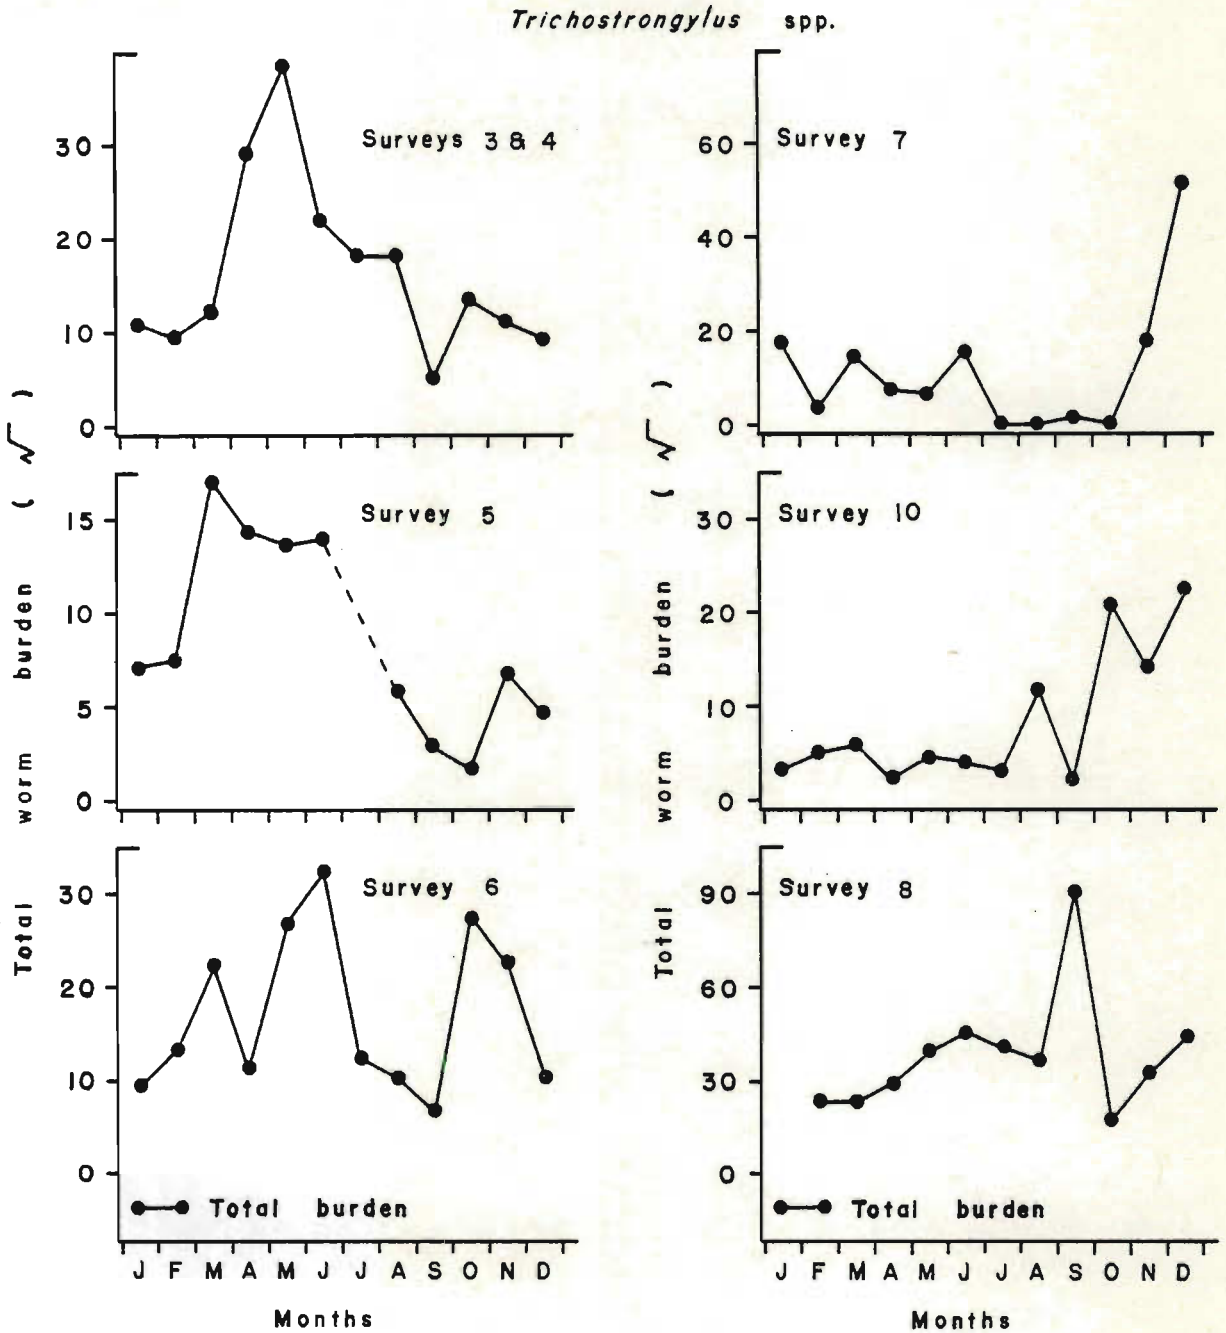 Trichostrongylus spp.
Surveys 3 & 4
30
20
10
0
Survey 5
15
10
5
0
Survey 6
30
20
10
0
Total burden
J F M A M J J A S O N D
Months
Total worm burden ( √ )
Survey 7
60
40
20
0
Survey 10
30
20
10
0
Survey 8
90
60
30
0
Total burden
J F M A M J J A S O N D
Months
Total worm burden ( √ )